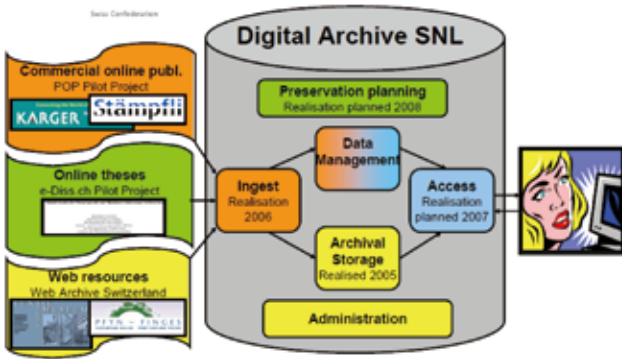 Swiss Confederation
Digital Archive SNL
Commercial online publ.
POP Pilot Project
KARGER
Stämpfli
Preservation planning
Realisation planned 2008
Data
Management
Online theses
e-Diss.ch Pilot Project
Ingest
Realisation
2006
Access
Realisation
planned 2007
Archival
Storage
Realised 2005
Web resources
Web Archive Switzerland
PFYN – FINGES
Administration